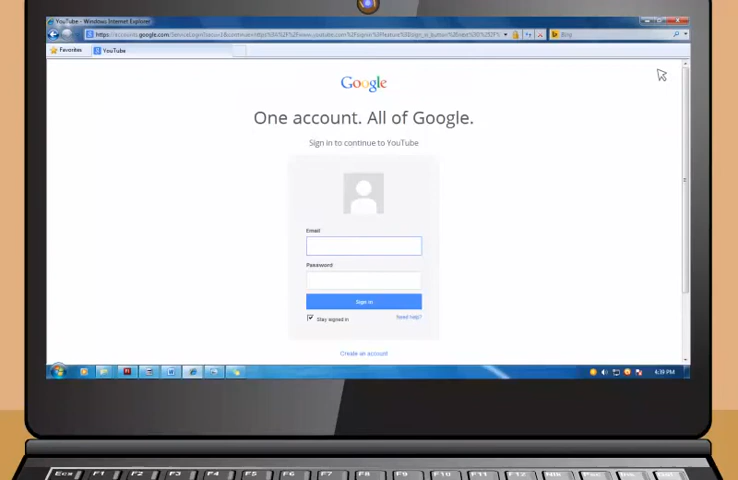 YouTube - Windows Internet Explorer
Bing
Favorites
YouTube
Google
One account. All of Google.
Sign in to continue to YouTube
Email
Password
Sign in
Stay signed in
Need help?
Create an account
4:39 PM
F1 F2 F3 F4 F5 F6 F7 F8 F9 F10 F11 F12